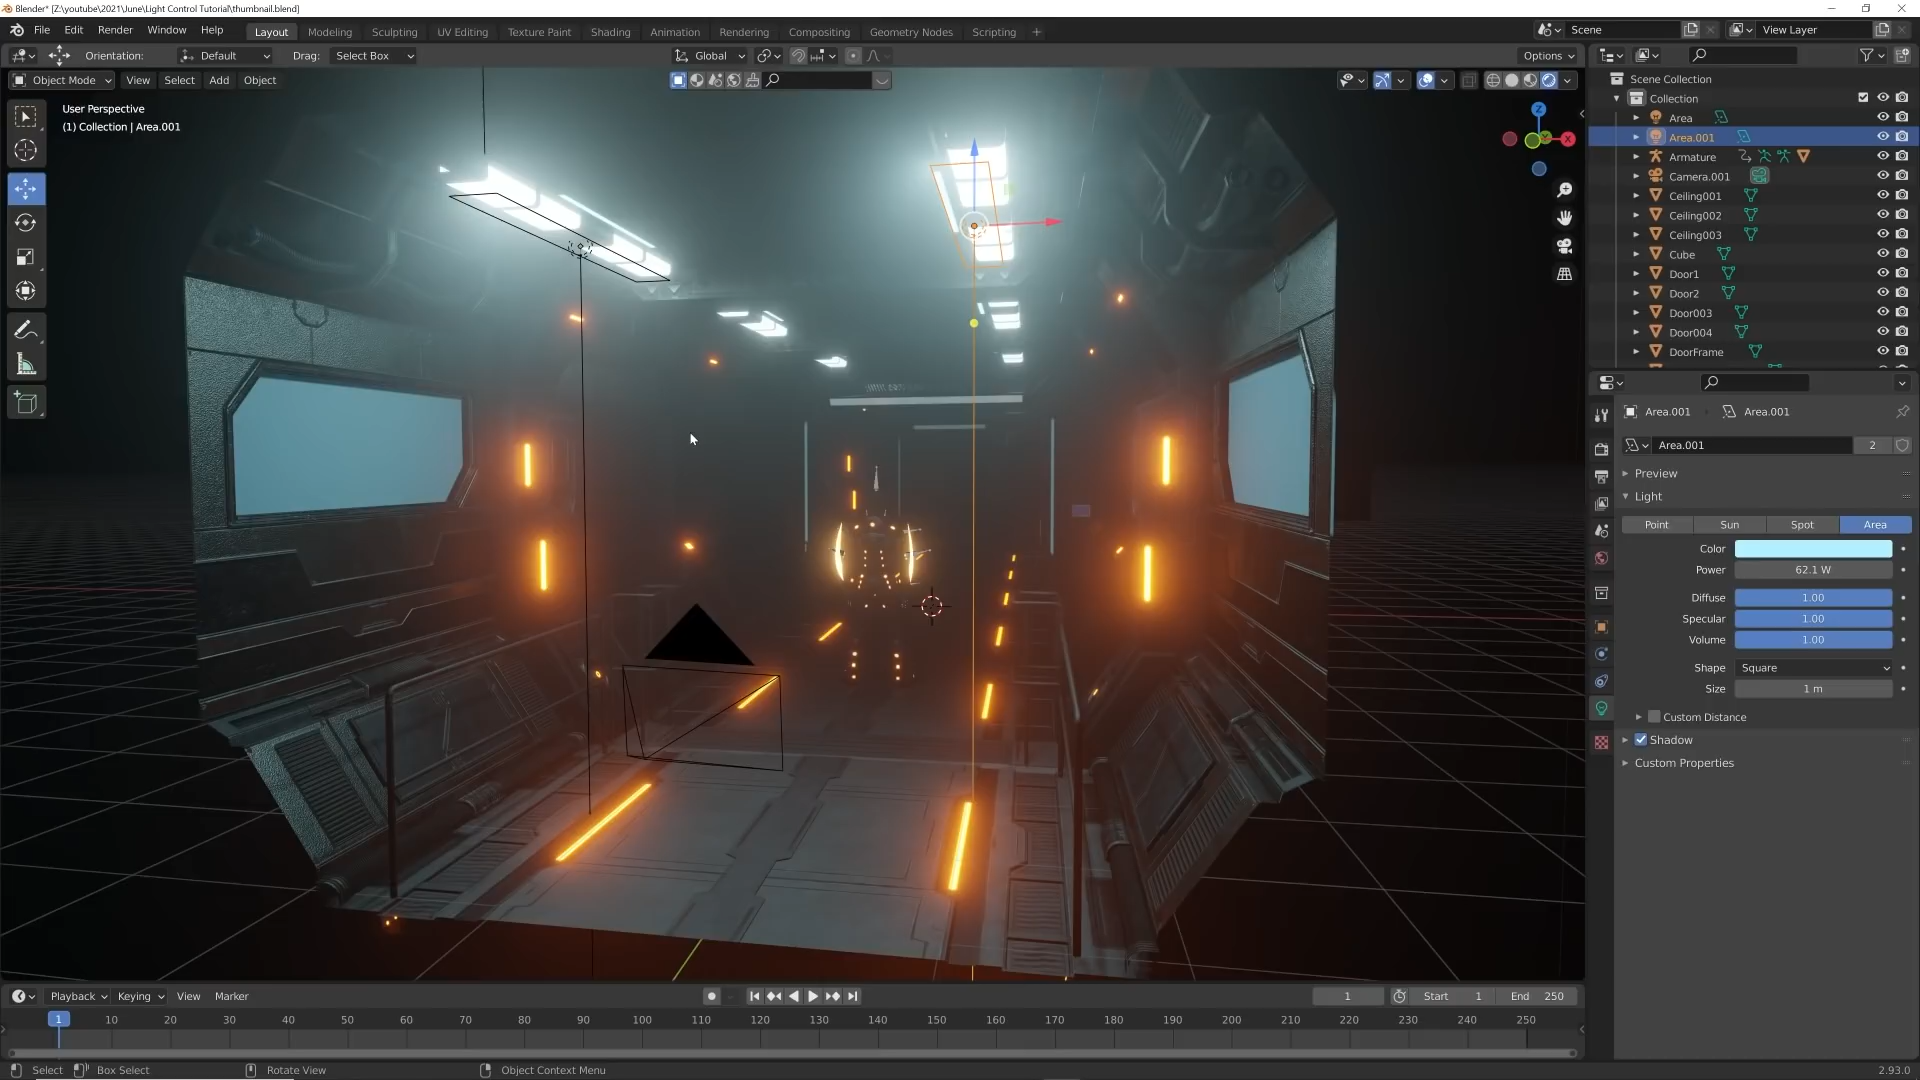 Blender* [Z:\youtube\2021\June\Light Control Tutorial\thumbnail.blend]
File Edit Render Window Help Layout Modeling Sculpting UV Editing Texture Paint Shading Animation Rendering Compositing Geometry Nodes Scripting + Scene View Layer
Orientation: Default Drag: Select Box Global Options
Object Mode View Select Add Object
User Perspective
(1) Collection | Area.001
Z
Scene Collection
Collection
Area
Area.001
Armature
Camera.001
Ceiling001
Ceiling002
Ceiling003
Cube
Door1
Door2
Door003
Door004
DoorFrame
Area.001 Area.001
Area.001 2
Preview
Light
Point Sun Spot Area
Color
Power 62.1 W
Diffuse 1.00
Specular 1.00
Volume 1.00
Shape Square
Size 1 m
Custom Distance
Shadow
Custom Properties
Playback Keying View Marker 1 Start 1 End 250
1 10 20 30 40 50 60 70 80 90 100 110 120 130 140 150 160 170 180 190 200 210 220 230 240 250
Select Box Select Rotate View Object Context Menu 2.93.0